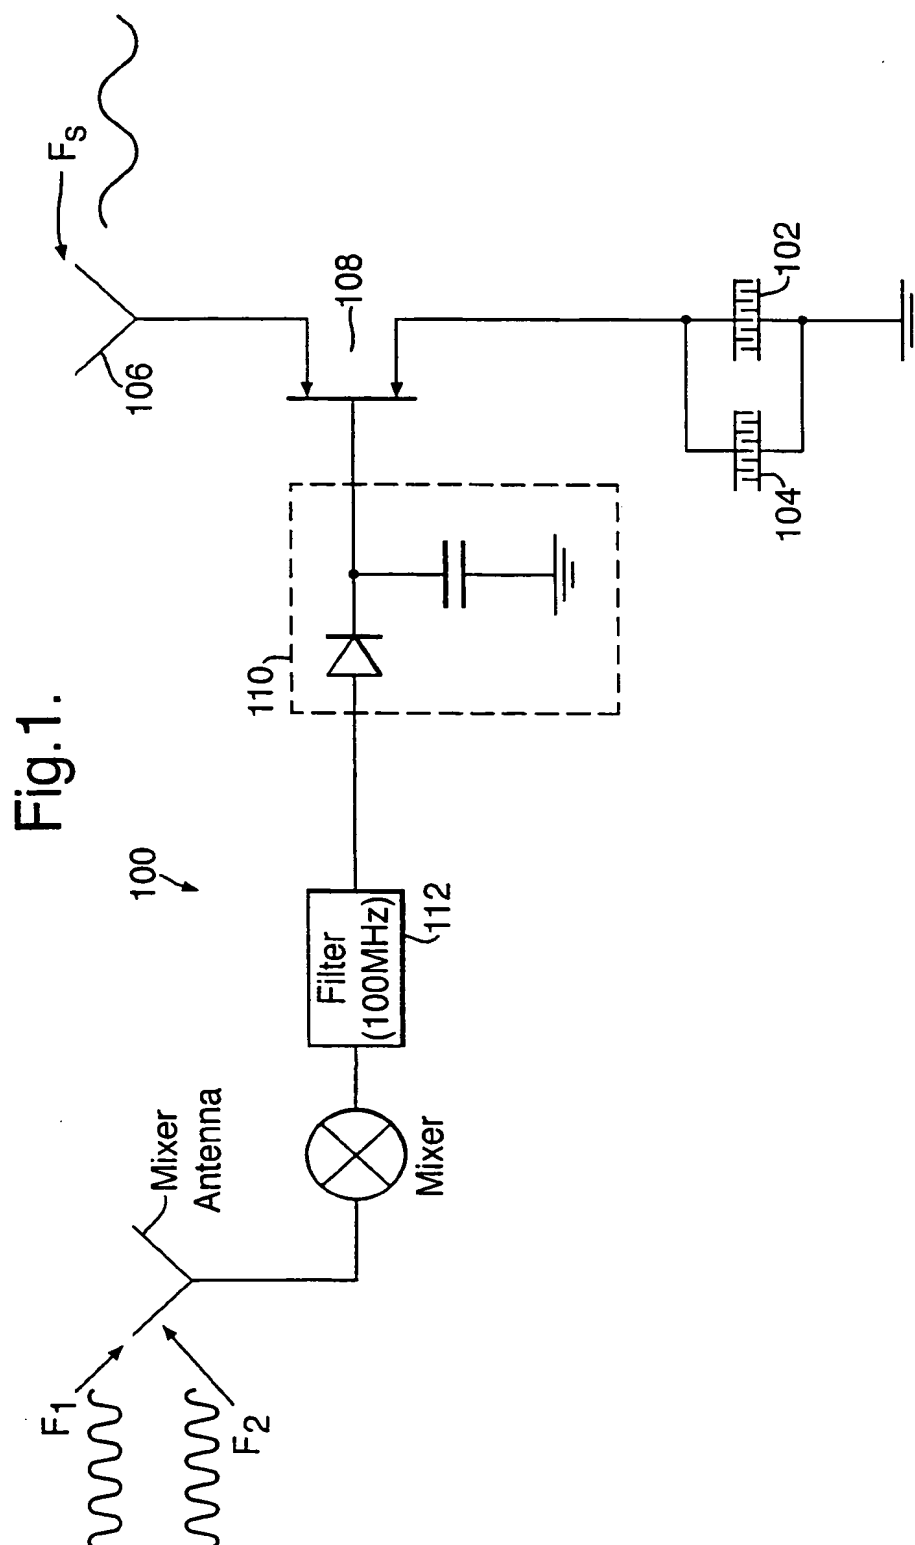 Fig.1.
100
F1
F2
Mixer
Antenna
Mixer
Filter
(100MHz)
112
110
108
106
FS
104
102